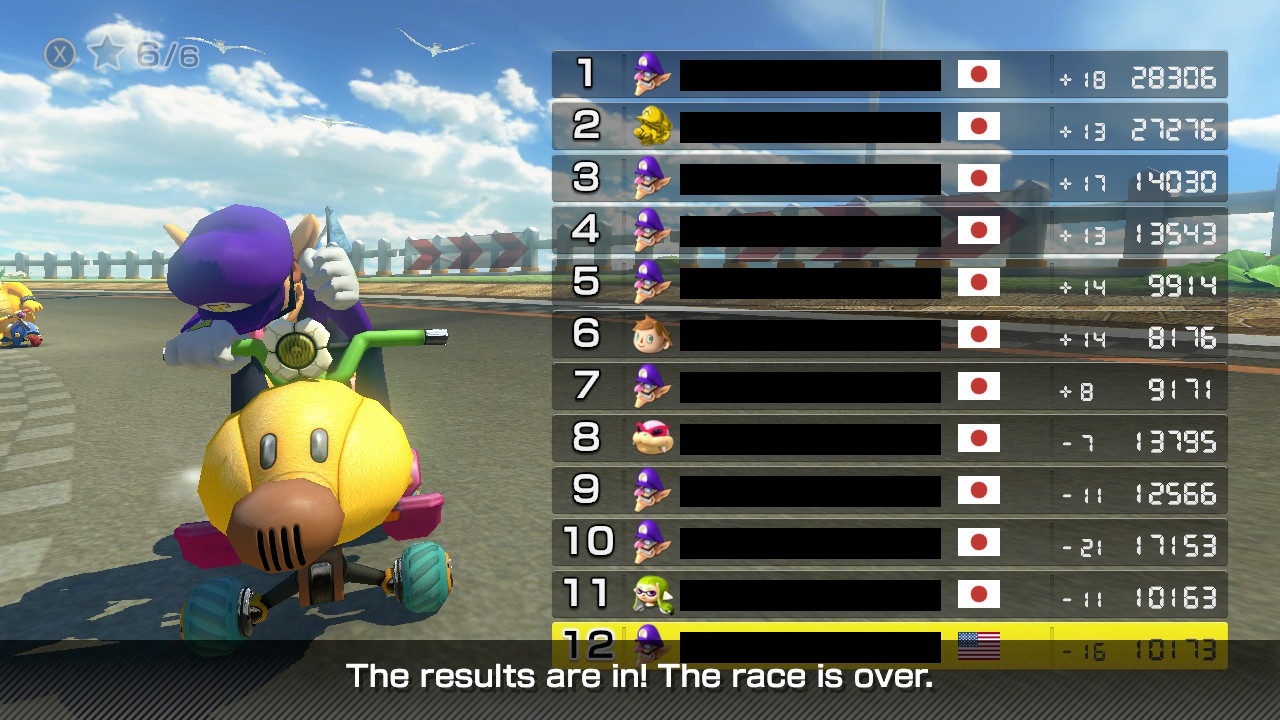 X 6/6
1 +18 28306
2 +13 27276
3 +17 14030
4 +13 13543
5 +14 9914
6 +14 8176
7 +8 9171
8 -7 13795
9 -11 12566
10 -21 17153
11 -11 10163
12 -16 10173
The results are in! The race is over.